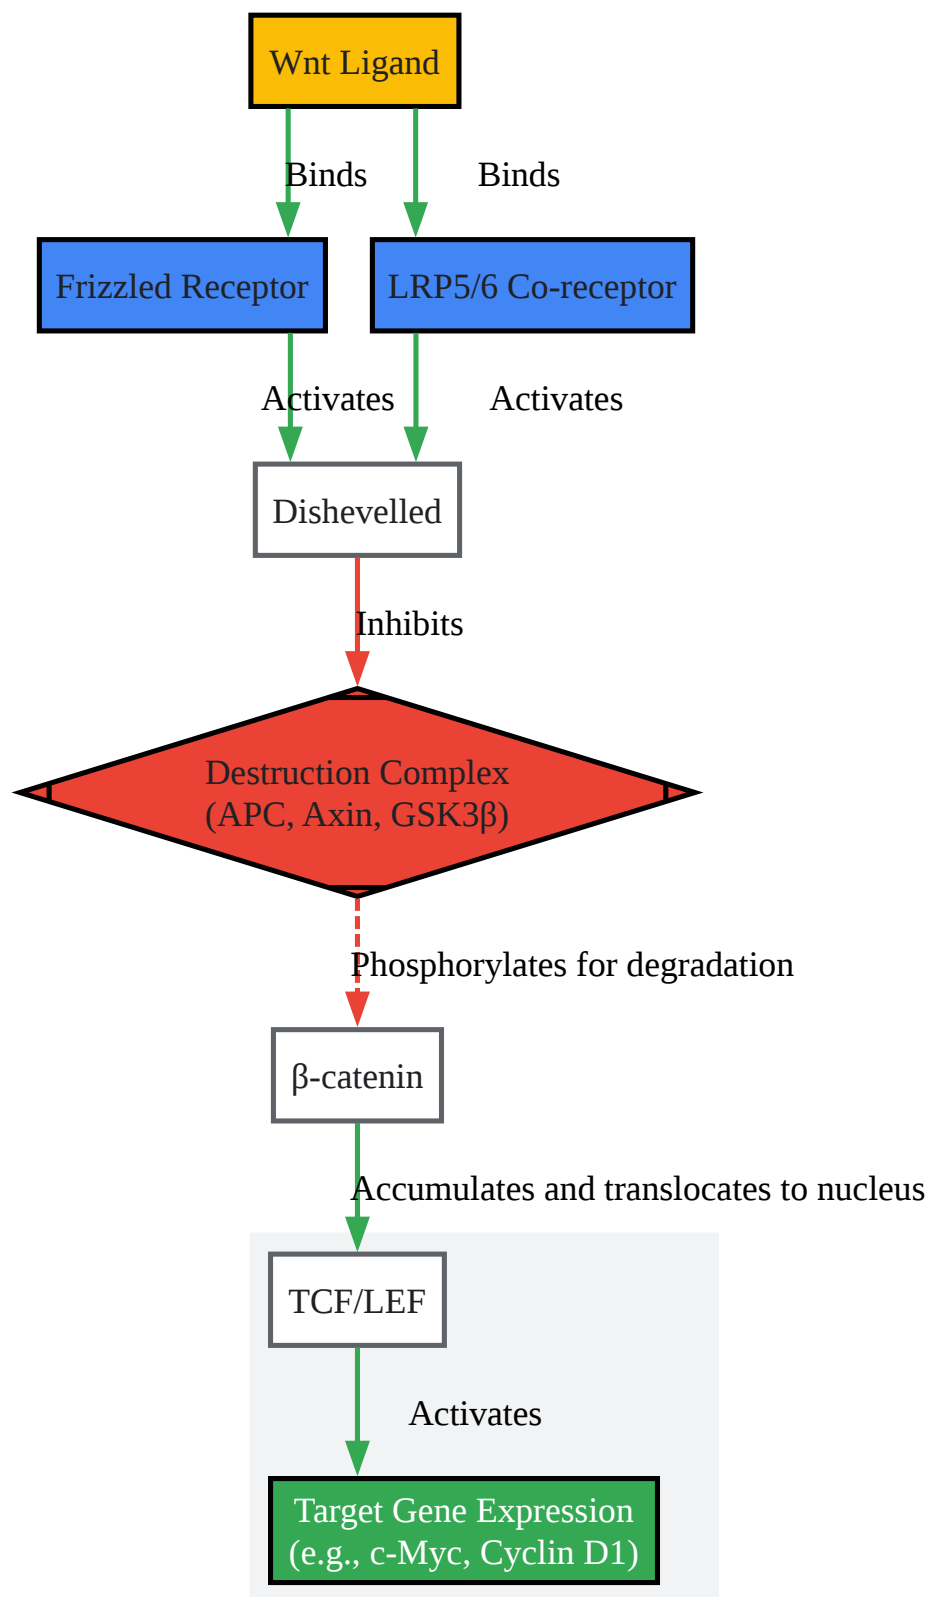 Wnt Ligand
Binds
Binds
Frizzled Receptor
LRP5/6 Co-receptor
Activates
Activates
Dishevelled
Inhibits
Destruction Complex
(APC, Axin, GSK3β)
Phosphorylates for degradation
β-catenin
Accumulates and translocates to nucleus
TCF/LEF
Activates
Target Gene Expression
(e.g., c-Myc, Cyclin D1)